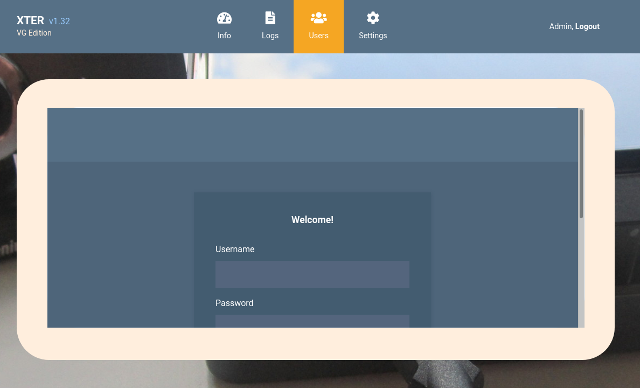 XTER v1.32
VG Edition
Info
Logs
Users
Settings
Admin, Logout
Welcome!
Username
Password